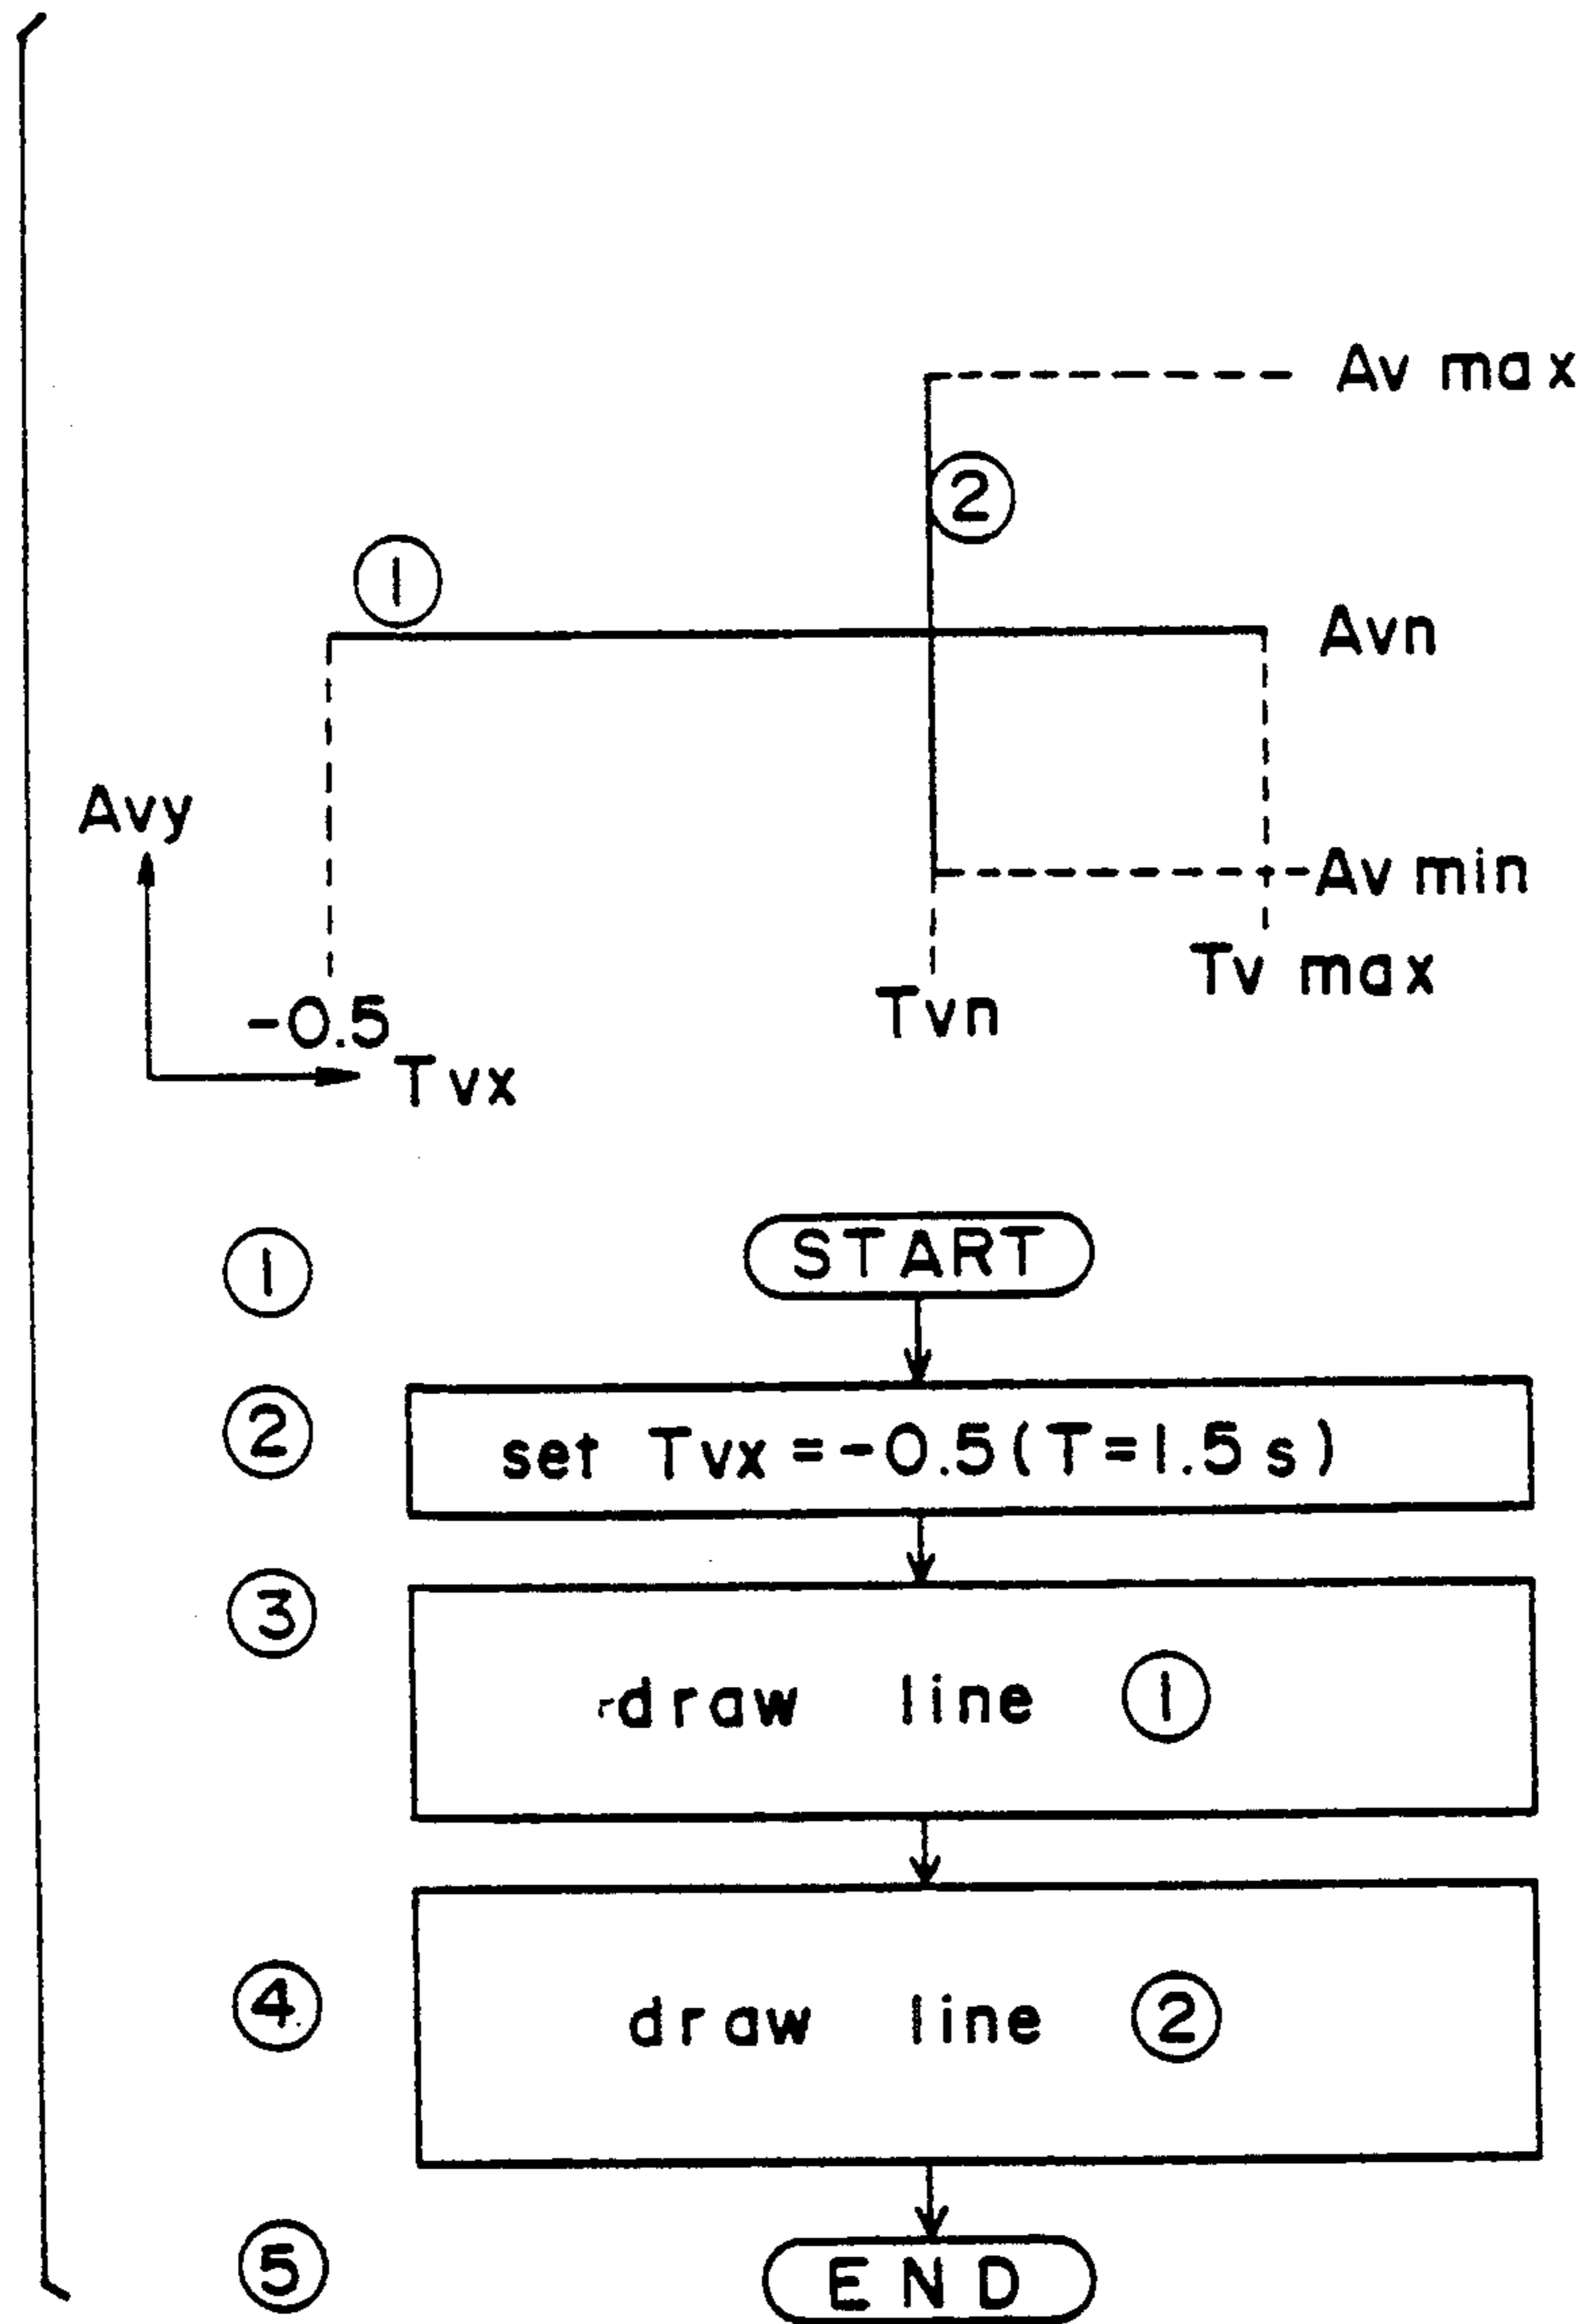 Av max
②
①
Avn
Avy
Av min
Tv max
-0.5
Tvn
Tvx
① START
② set Tvx=-0.5(T=1.5s)
③ draw line ①
④ draw line ②
⑤ END